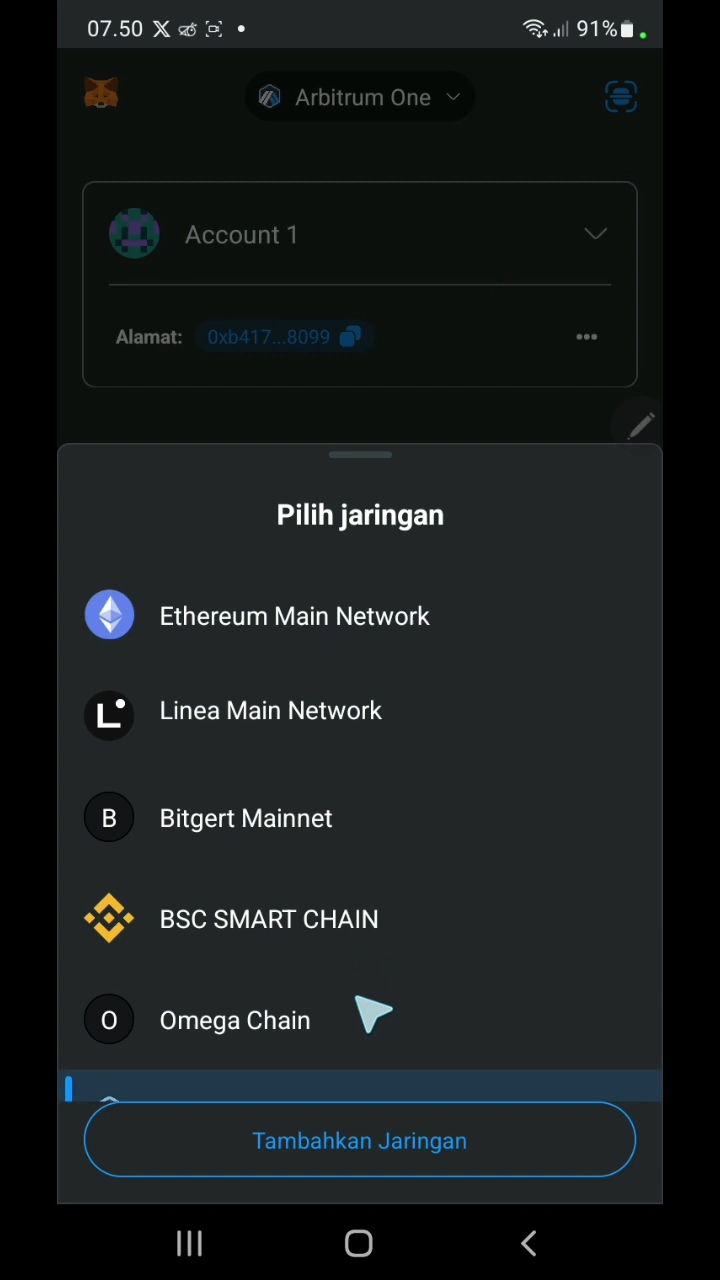 07.50
91%
Arbitrum One
Account 1
Alamat: 0xb417...8099
Pilih jaringan
Ethereum Main Network
L Linea Main Network
B Bitgert Mainnet
BSC SMART CHAIN
O Omega Chain
Tambahkan Jaringan